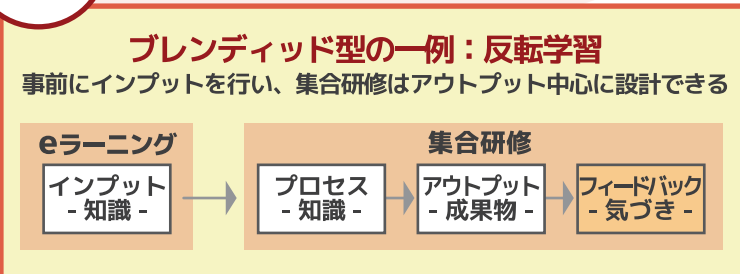 ブレンディッド型の一例：反転学習
事前にインプットを行い、集合研修はアウトプット中心に設計できる
eラーニング
インプット
- 知識 -
集合研修
プロセス
- 知識 -
アウトプット
- 成果物 -
フィードバック
- 気づき -